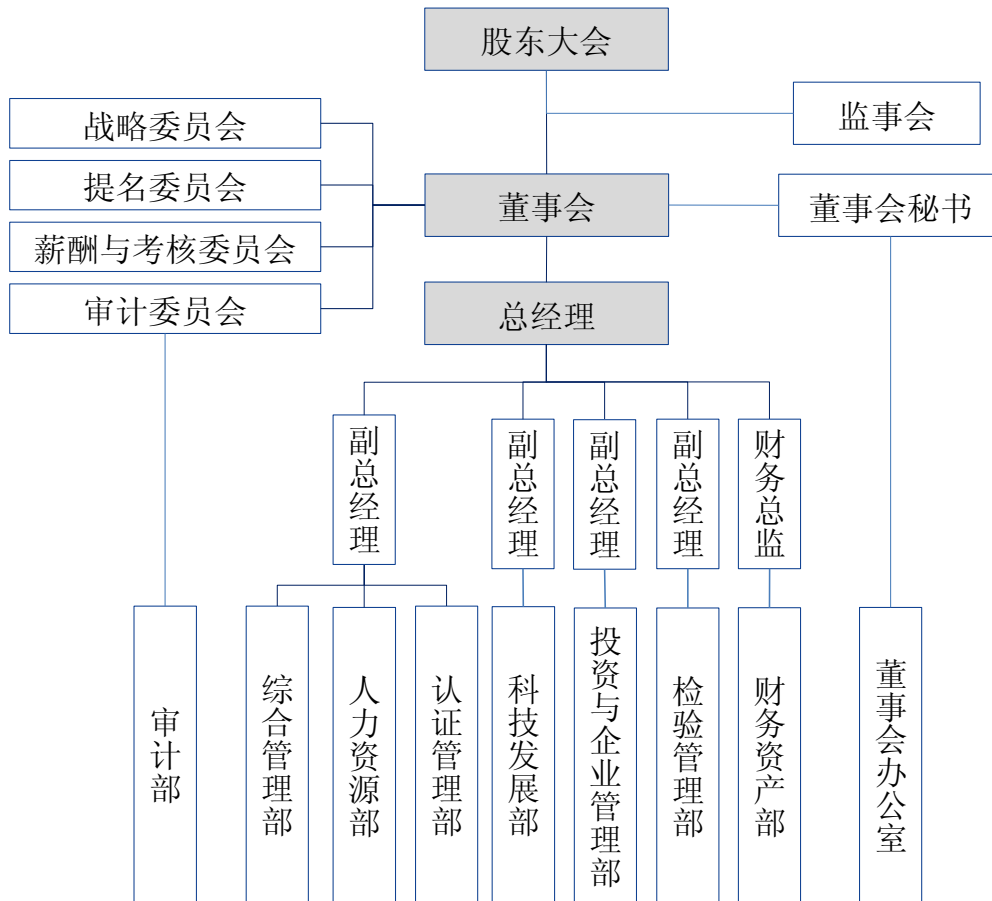 股东大会
监事会
战略委员会
提名委员会
董事会
董事会秘书
薪酬与考核委员会
审计委员会
总经理
副总经理
副总经理
副总经理
副总经理
财务总监
审计部
综合管理部
人力资源部
认证管理部
科技发展部
投资与企业管理部
检验管理部
财务资产部
董事会办公室